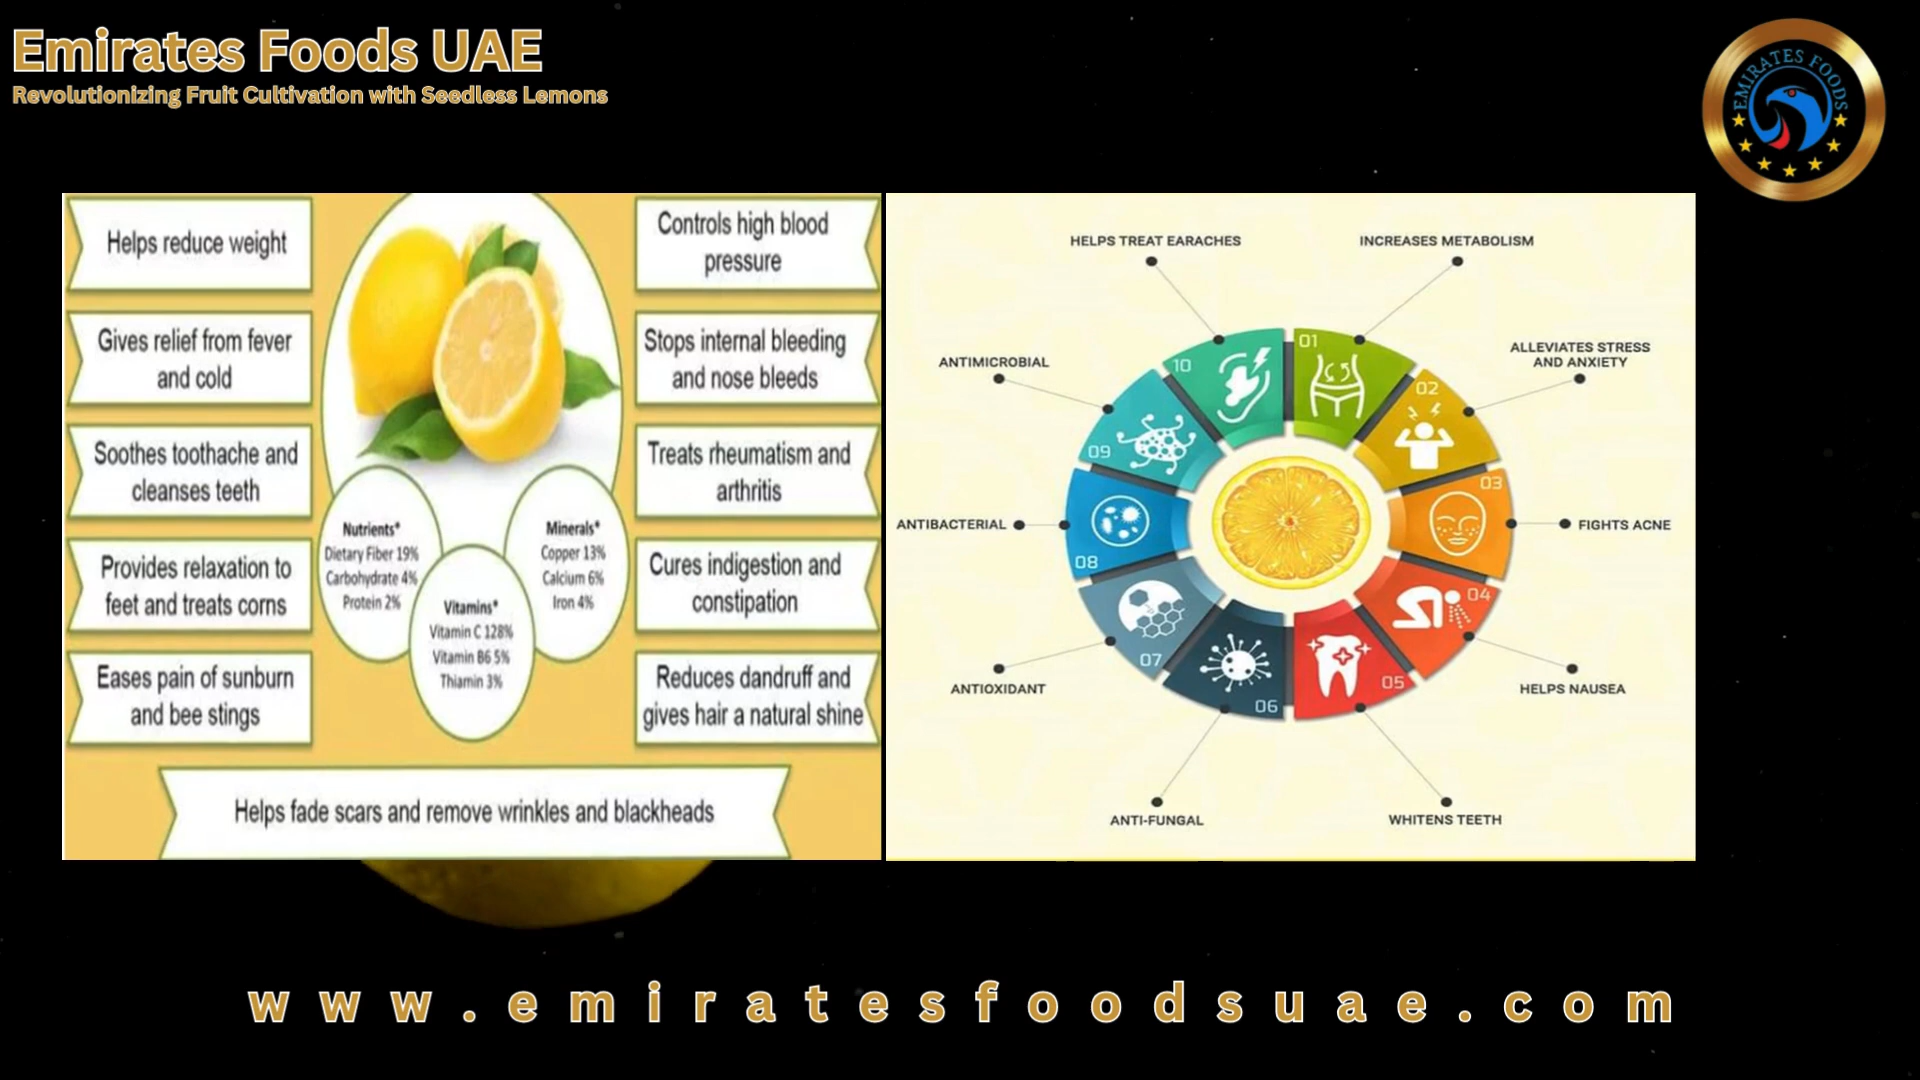 Emirates Foods UAE
Revolutionizing Fruit Cultivation with Seedless Lemons
EMIRATES FOODS
Helps reduce weight
Gives relief from fever
and cold
Soothes toothache and
cleanses teeth
Provides relaxation to
feet and treats corns
Eases pain of sunburn
and bee stings
Nutrients*
Dietary Fiber 19%
Carbohydrate 4%
Protein 2%
Vitamins*
Vitamin C 128%
Vitamin B6 5%
Thiamin 3%
Minerals*
Copper 13%
Calcium 6%
Iron 4%
Controls high blood
pressure
Stops internal bleeding
and nose bleeds
Treats rheumatism and
arthritis
Cures indigestion and
constipation
Reduces dandruff and
gives hair a natural shine
Helps fade scars and remove wrinkles and blackheads
HELPS TREAT EARACHES
INCREASES METABOLISM
ANTIMICROBIAL
ALLEVIATES STRESS
AND ANXIETY
ANTIBACTERIAL
FIGHTS ACNE
ANTIOXIDANT
HELPS NAUSEA
ANTI-FUNGAL
WHITENS TEETH
01
02
03
04
05
06
07
08
09
10
www.emiratesfoodsuae.com